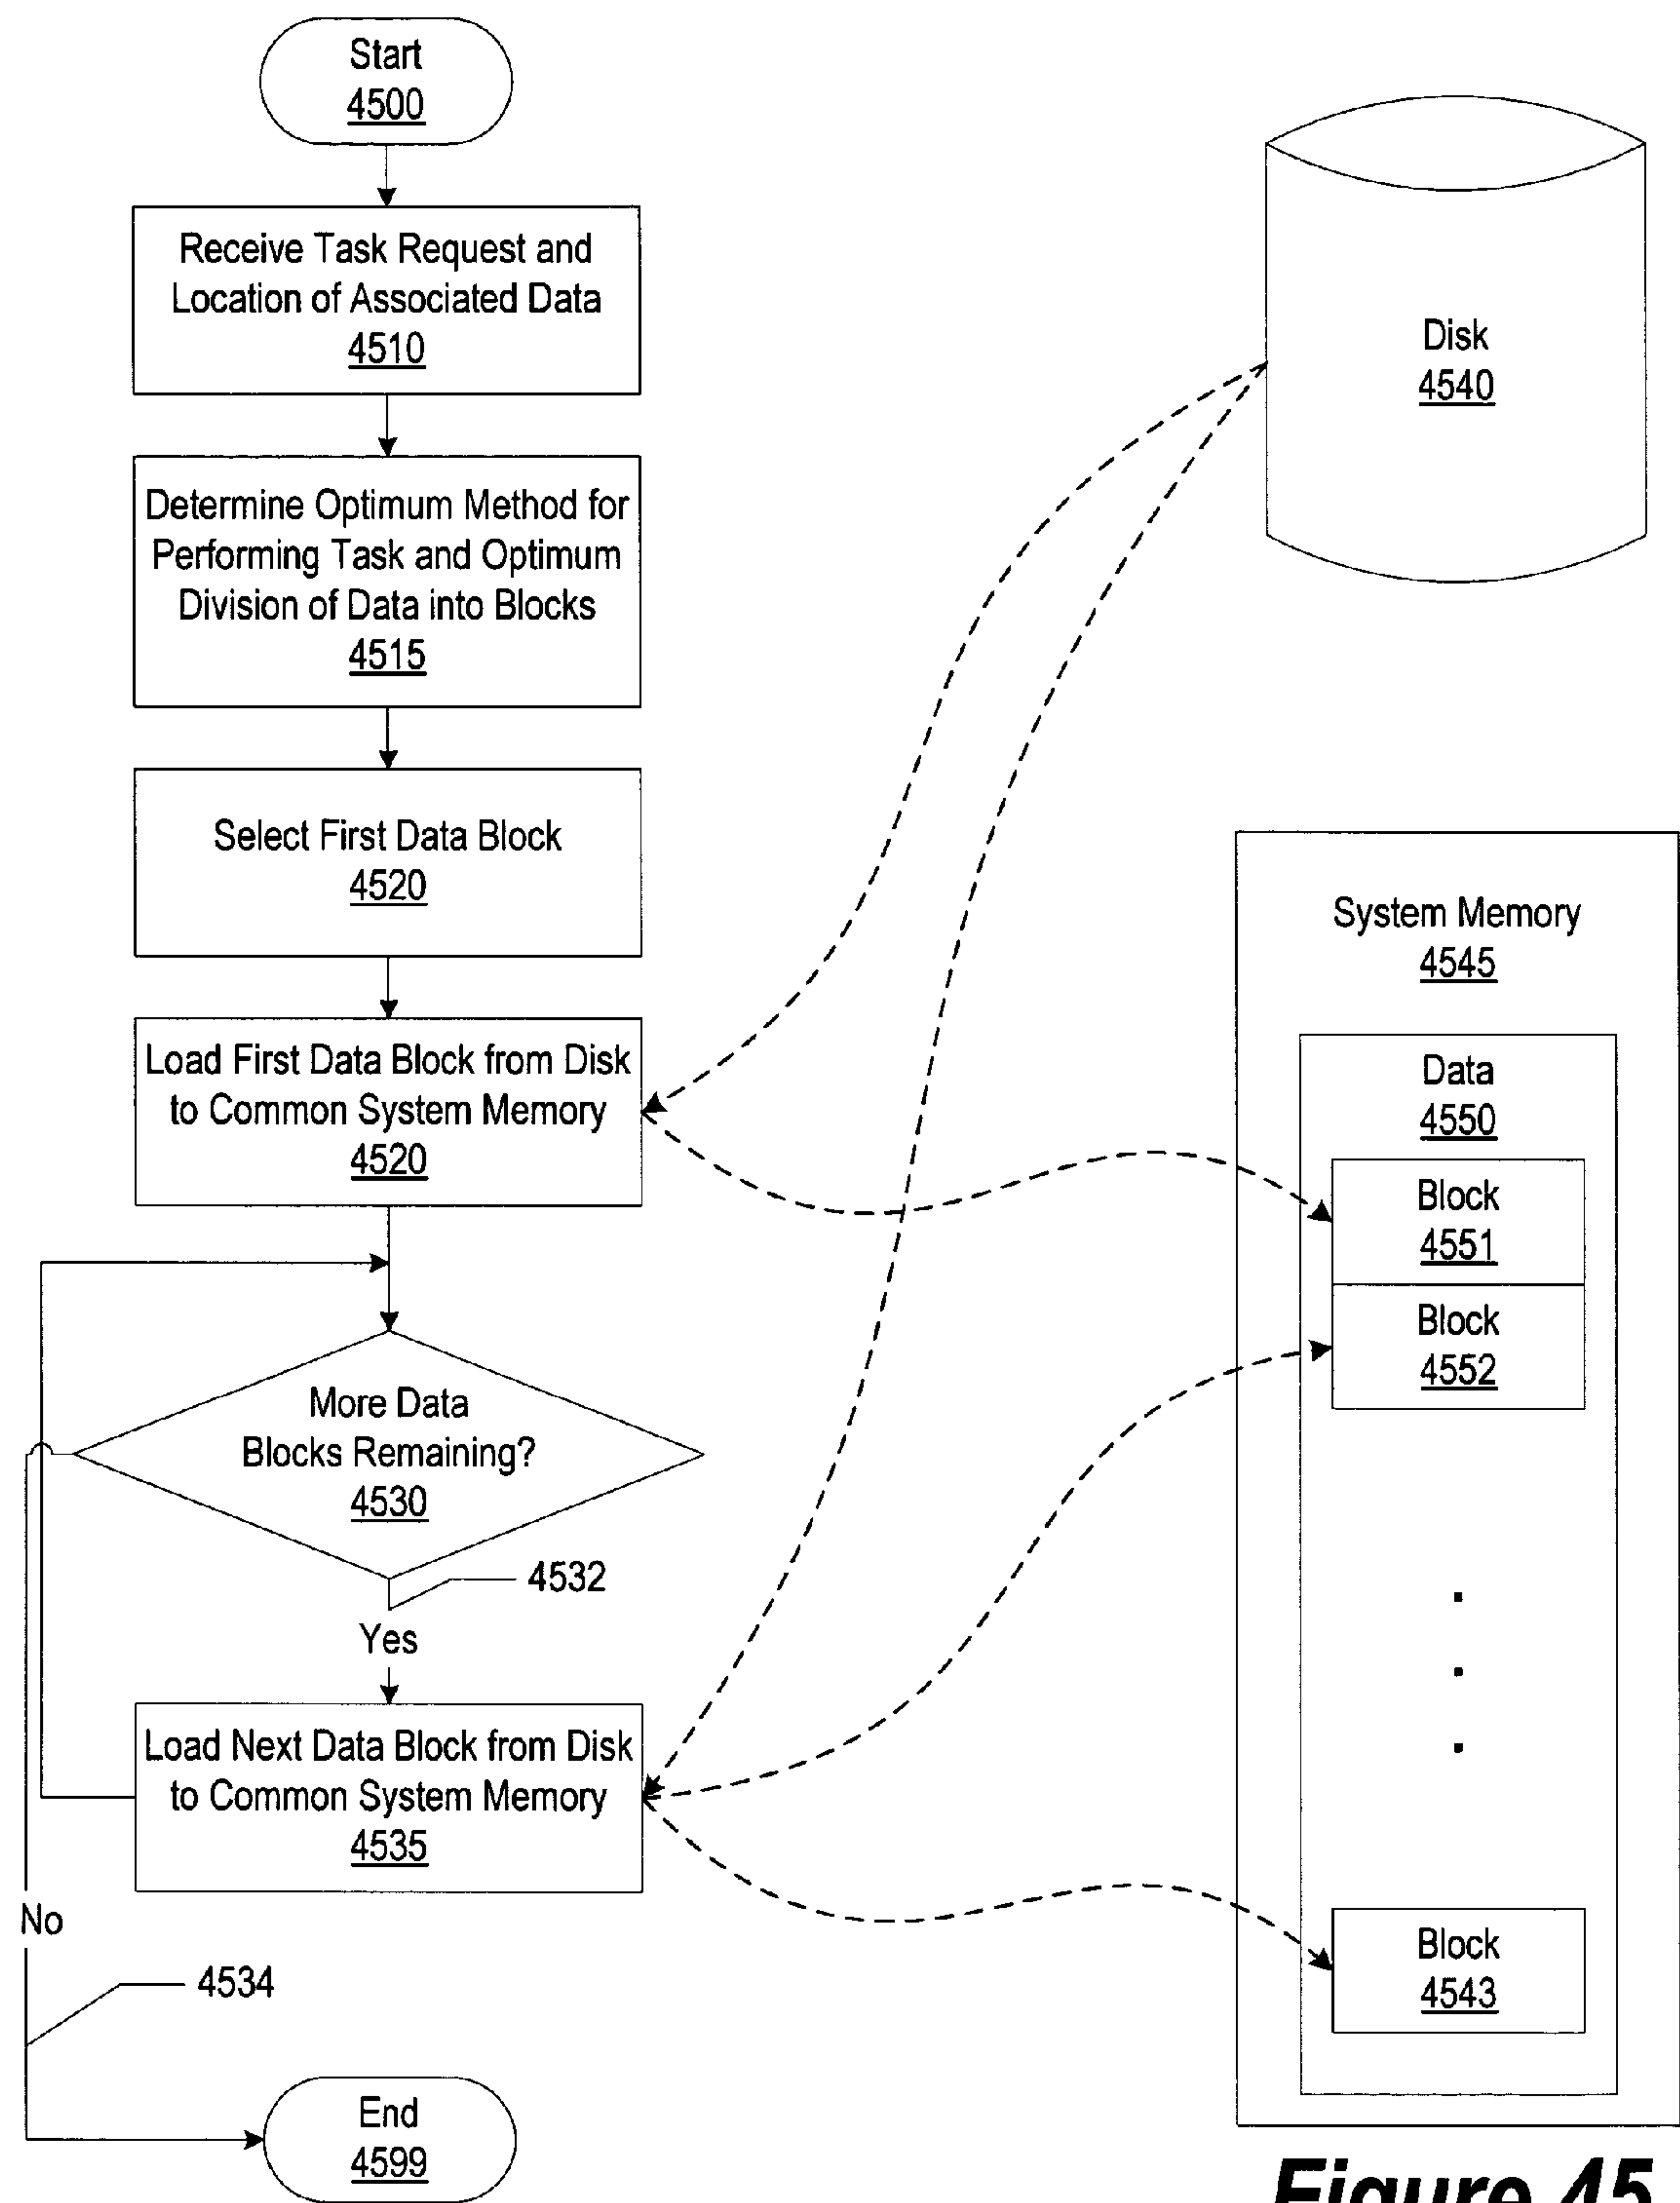 Start
4500
Receive Task Request and
Location of Associated Data
4510
Determine Optimum Method for
Performing Task and Optimum
Division of Data into Blocks
4515
Select First Data Block
4520
Load First Data Block from Disk
to Common System Memory
4520
More Data
Blocks Remaining?
4530
4532
Yes
Load Next Data Block from Disk
to Common System Memory
4535
No
4534
End
4599
Disk
4540
System Memory
4545
Data
4550
Block
4551
Block
4552
Block
4543
Figure 45